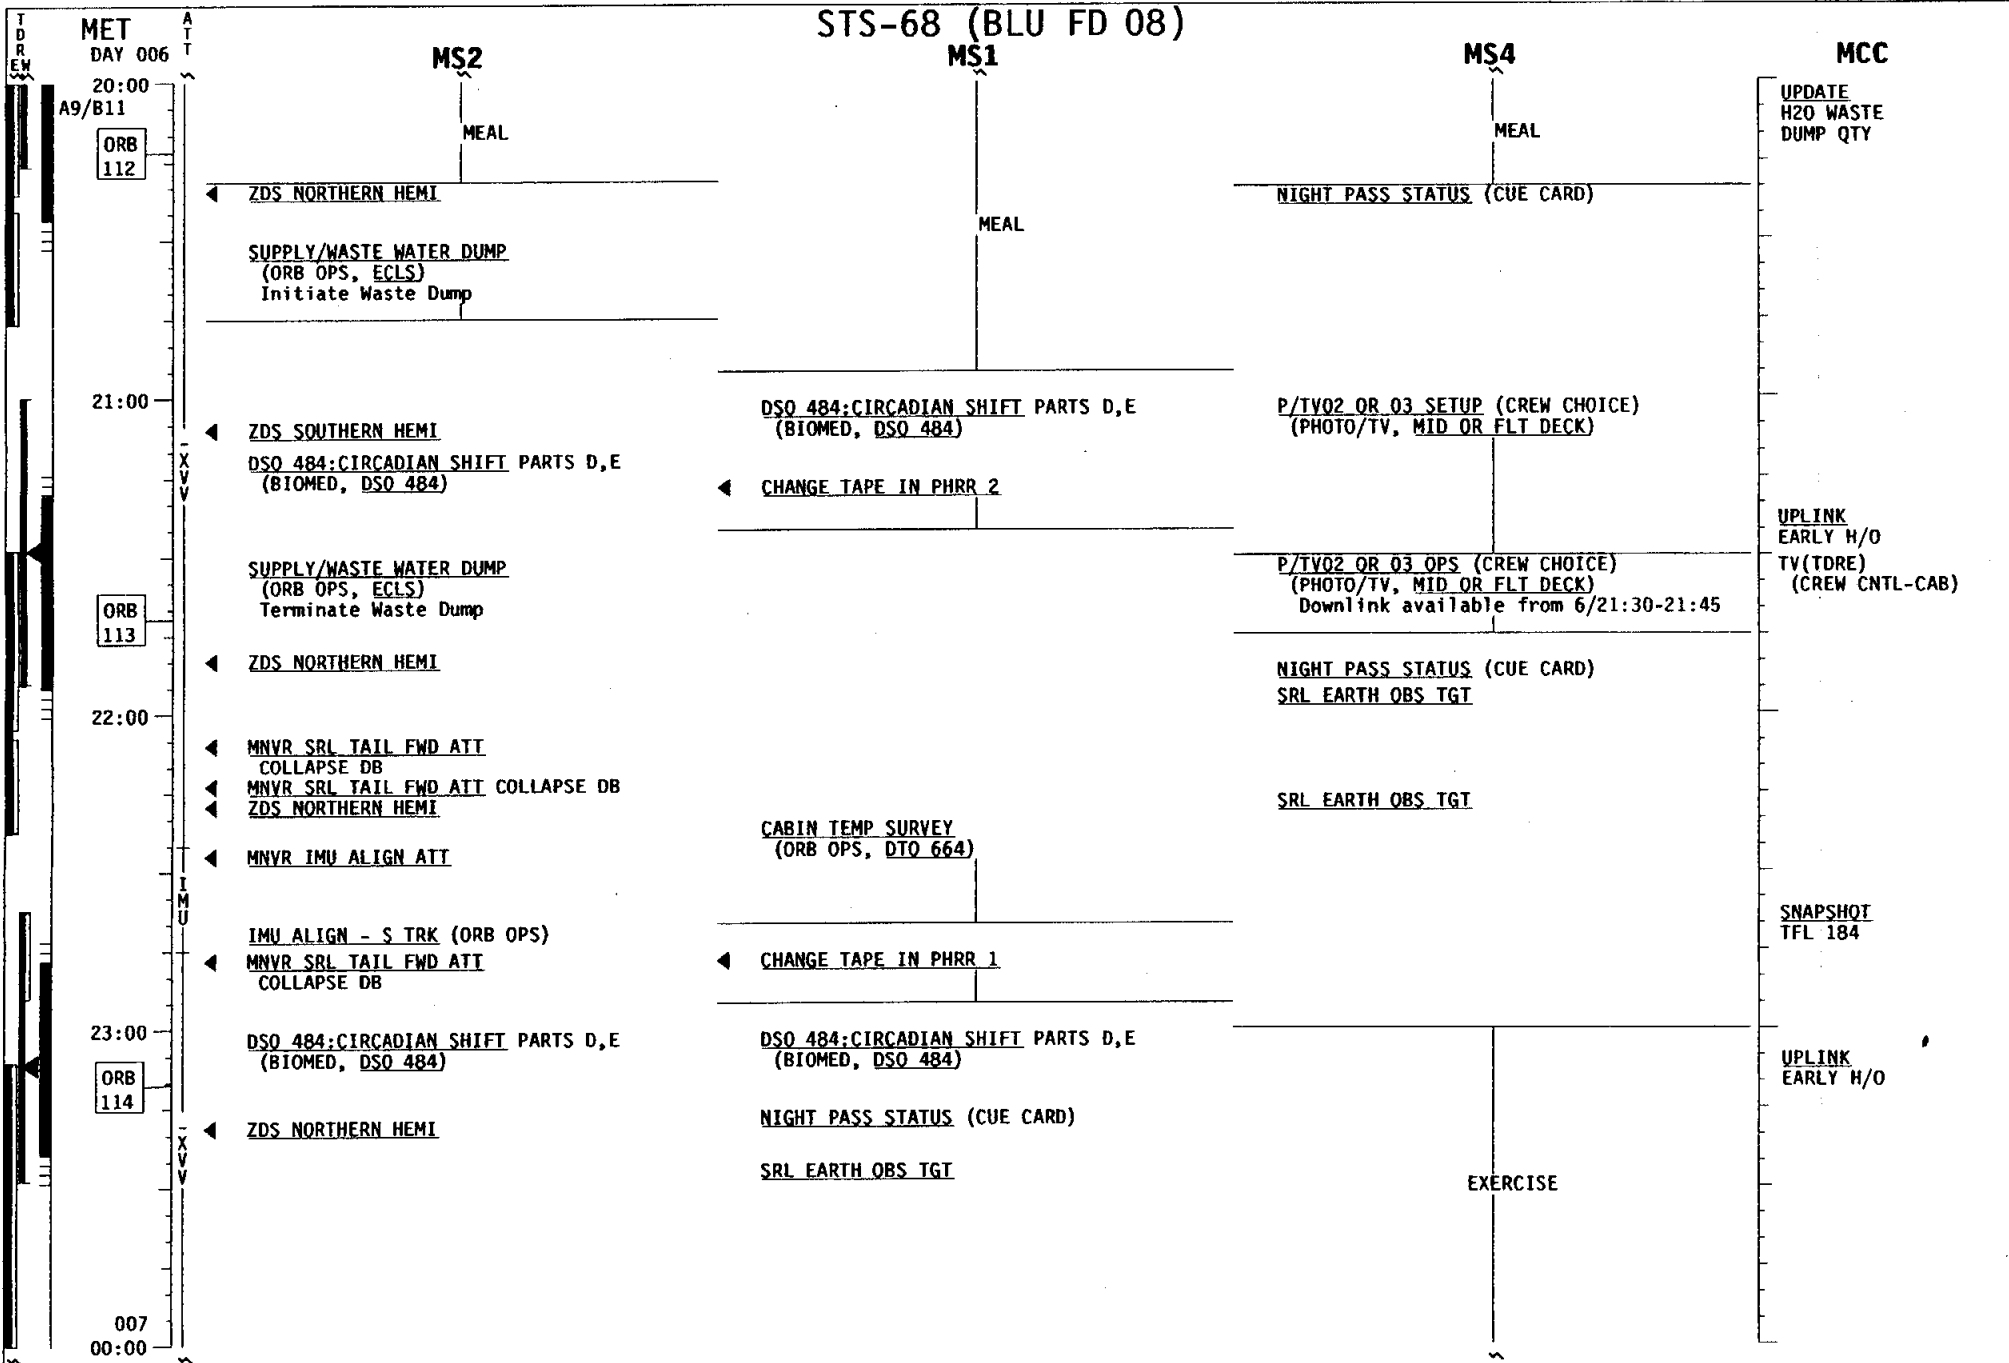 STS-68 (BLU FD 08)
TDRE W
MET
DAY 006
ATT
MS2
MS1
MS4
MCC
20:00
A9/B11
ORB
112
21:00
ORB
113
22:00
23:00
ORB
114
007
00:00
-XVV
IMU
-XVV
MEAL
ZDS NORTHERN HEMI
SUPPLY/WASTE WATER DUMP
(ORB OPS, ECLS)
Initiate Waste Dump
ZDS SOUTHERN HEMI
DSO 484:CIRCADIAN SHIFT PARTS D,E
(BIOMED, DSO 484)
SUPPLY/WASTE WATER DUMP
(ORB OPS, ECLS)
Terminate Waste Dump
ZDS NORTHERN HEMI
MNVR SRL TAIL FWD ATT
COLLAPSE DB
MNVR SRL TAIL FWD ATT COLLAPSE DB
ZDS NORTHERN HEMI
MNVR IMU ALIGN ATT
IMU ALIGN - S TRK (ORB OPS)
MNVR SRL TAIL FWD ATT
COLLAPSE DB
DSO 484:CIRCADIAN SHIFT PARTS D,E
(BIOMED, DSO 484)
ZDS NORTHERN HEMI
MEAL
DSO 484:CIRCADIAN SHIFT PARTS D,E
(BIOMED, DSO 484)
CHANGE TAPE IN PHRR 2
CABIN TEMP SURVEY
(ORB OPS, DTO 664)
CHANGE TAPE IN PHRR 1
DSO 484:CIRCADIAN SHIFT PARTS D,E
(BIOMED, DSO 484)
NIGHT PASS STATUS (CUE CARD)
SRL EARTH OBS TGT
MEAL
NIGHT PASS STATUS (CUE CARD)
P/TV02 OR 03 SETUP (CREW CHOICE)
(PHOTO/TV, MID OR FLT DECK)
P/TV02 OR 03 OPS (CREW CHOICE)
(PHOTO/TV, MID OR FLT DECK)
Downlink available from 6/21:30-21:45
NIGHT PASS STATUS (CUE CARD)
SRL EARTH OBS TGT
SRL EARTH OBS TGT
EXERCISE
UPDATE
H2O WASTE
DUMP QTY
UPLINK
EARLY H/O
TV(TDRE)
(CREW CNTL-CAB)
SNAPSHOT
TFL 184
UPLINK
EARLY H/O